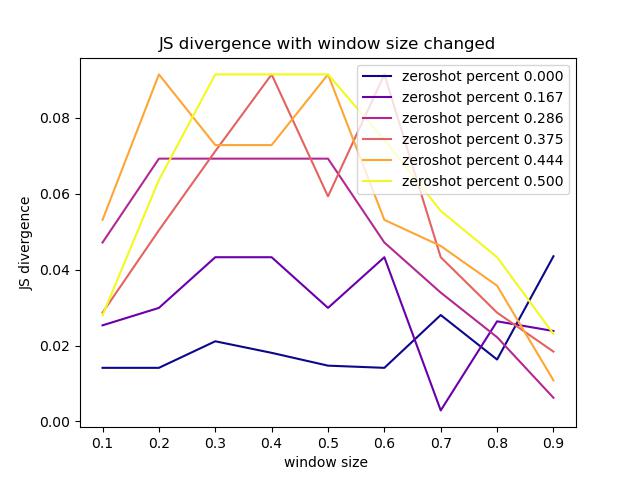 JS divergence with window size changed
zeroshot percent 0.000
zeroshot percent 0.167
zeroshot percent 0.286
zeroshot percent 0.375
zeroshot percent 0.444
zeroshot percent 0.500
JS divergence
0.08
0.06
0.04
0.02
0.00
0.1 0.2 0.3 0.4 0.5 0.6 0.7 0.8 0.9
window size